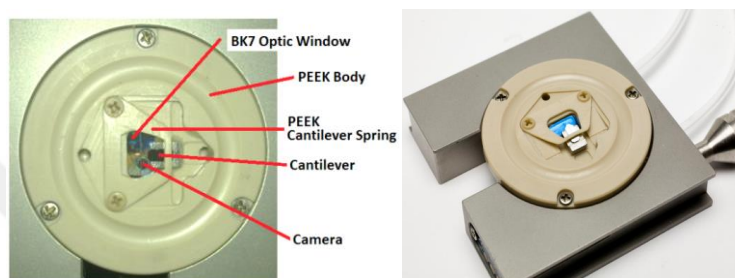 BK7 Optic Window
PEEK Body
PEEK
Cantilever Spring
Cantilever
Camera